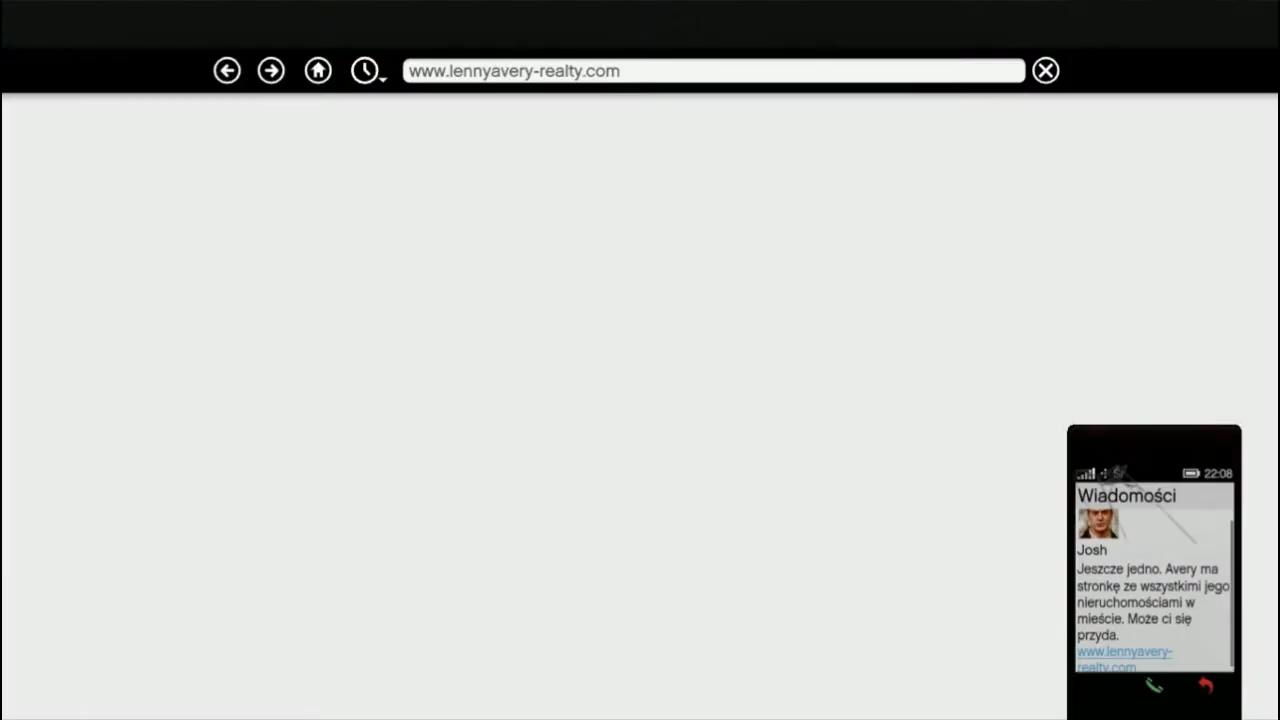 www.lennyavery-realty.com
22:08
Wiadomości
Josh
Jeszcze jedno. Avery ma
stronkę ze wszystkimi jego
nieruchomościami w
mieście. Może ci się
przyda.
www.lennyavery-
realty.com